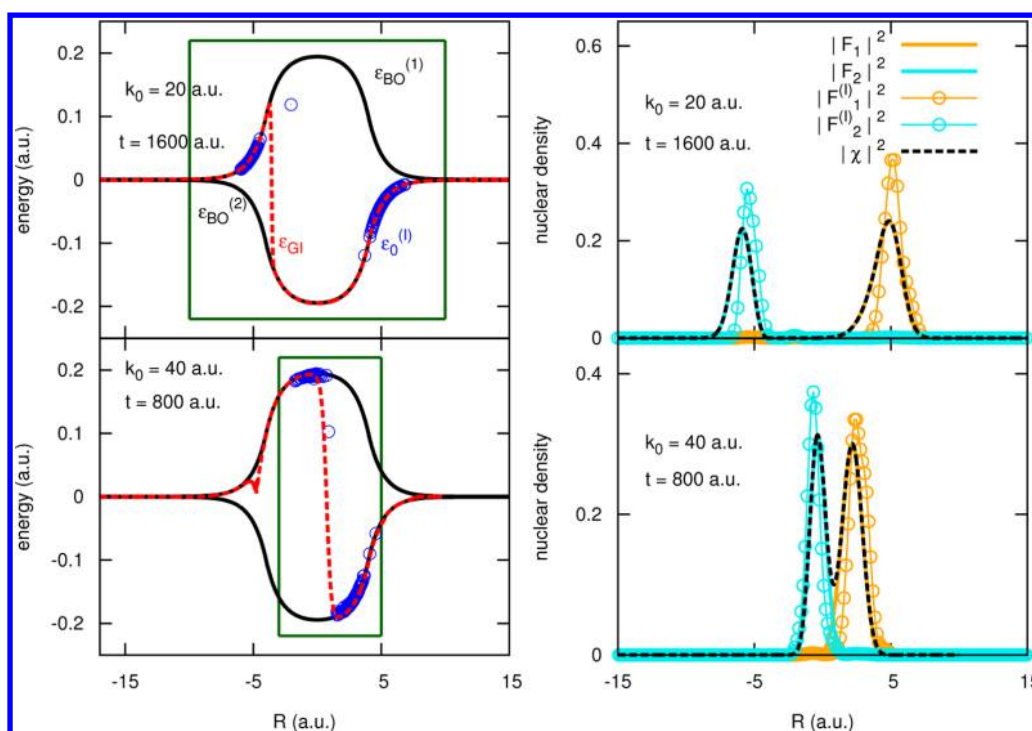 0.2
0.1
0
-0.1
-0.2
energy (a.u.)
k₀ = 20 a.u.
t = 1600 a.u.
ε_BO⁽¹⁾
ε_BO⁽²⁾
ε_GI
ε₀⁽ᴵ⁾
0.6
0.4
0.2
0
nuclear density
k₀ = 20 a.u.
t = 1600 a.u.
| F₁ | ²
| F₂ | ²
| F⁽ᴵ⁾₁ | ²
| F⁽ᴵ⁾₂ | ²
| χ | ²
0.2
0.1
0
-0.1
-0.2
energy (a.u.)
k₀ = 40 a.u.
t = 800 a.u.
-15 -5 5 15
R (a.u.)
0.4
0.2
0
nuclear density
k₀ = 40 a.u.
t = 800 a.u.
-15 -5 5 15
R (a.u.)